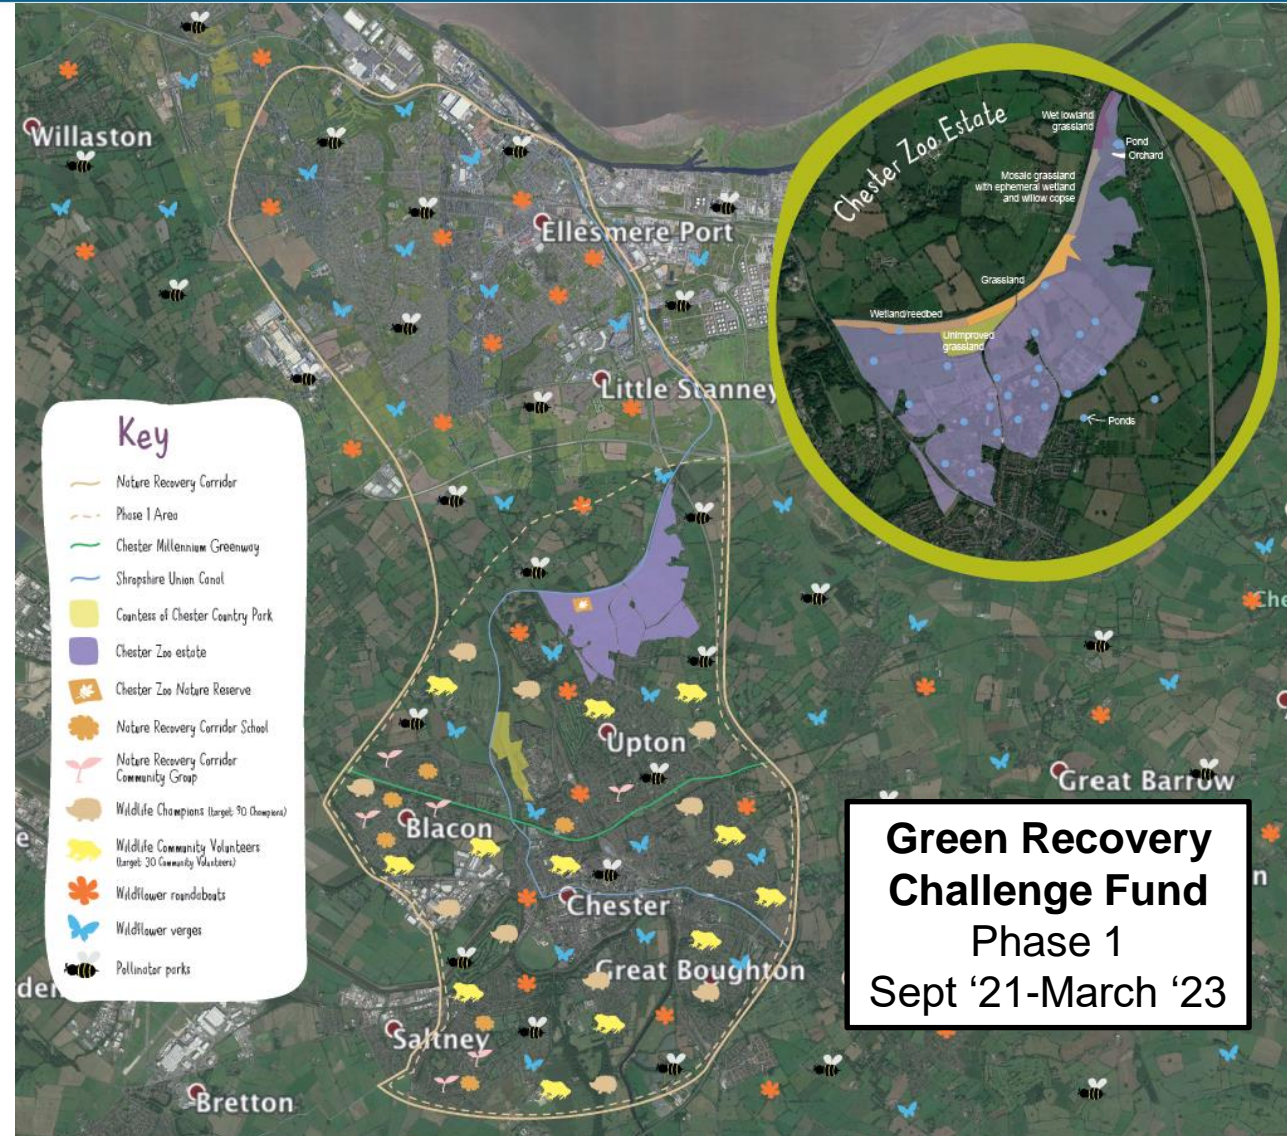 Willaston
Ellesmere Port
Little Stanney
Chester Zoo Estate
Wet lowland
grassland
Pond
Orchard
Mosaic grassland
with ephemeral wetland
and willow copse
Grassland
Wetland/reedbed
Unimproved
grassland
Ponds
Key
Nature Recovery Corridor
Phase 1 Area
Chester Millennium Greenway
Shropshire Union Canal
Countess of Chester Country Park
Chester Zoo estate
Chester Zoo Nature Reserve
Nature Recovery Corridor School
Nature Recovery Corridor
Community Group
Wildlife Champions (target: 90 Champions)
Wildlife Community Volunteers
(target: 30 Community Volunteers)
Wildflower roundabouts
Wildflower verges
Pollinator parks
Che
Upton
Great Barrow
Blacon
Chester
Great Boughton
Saltney
Bretton
e
den
n
Green Recovery
Challenge Fund
Phase 1
Sept ‘21-March ‘23